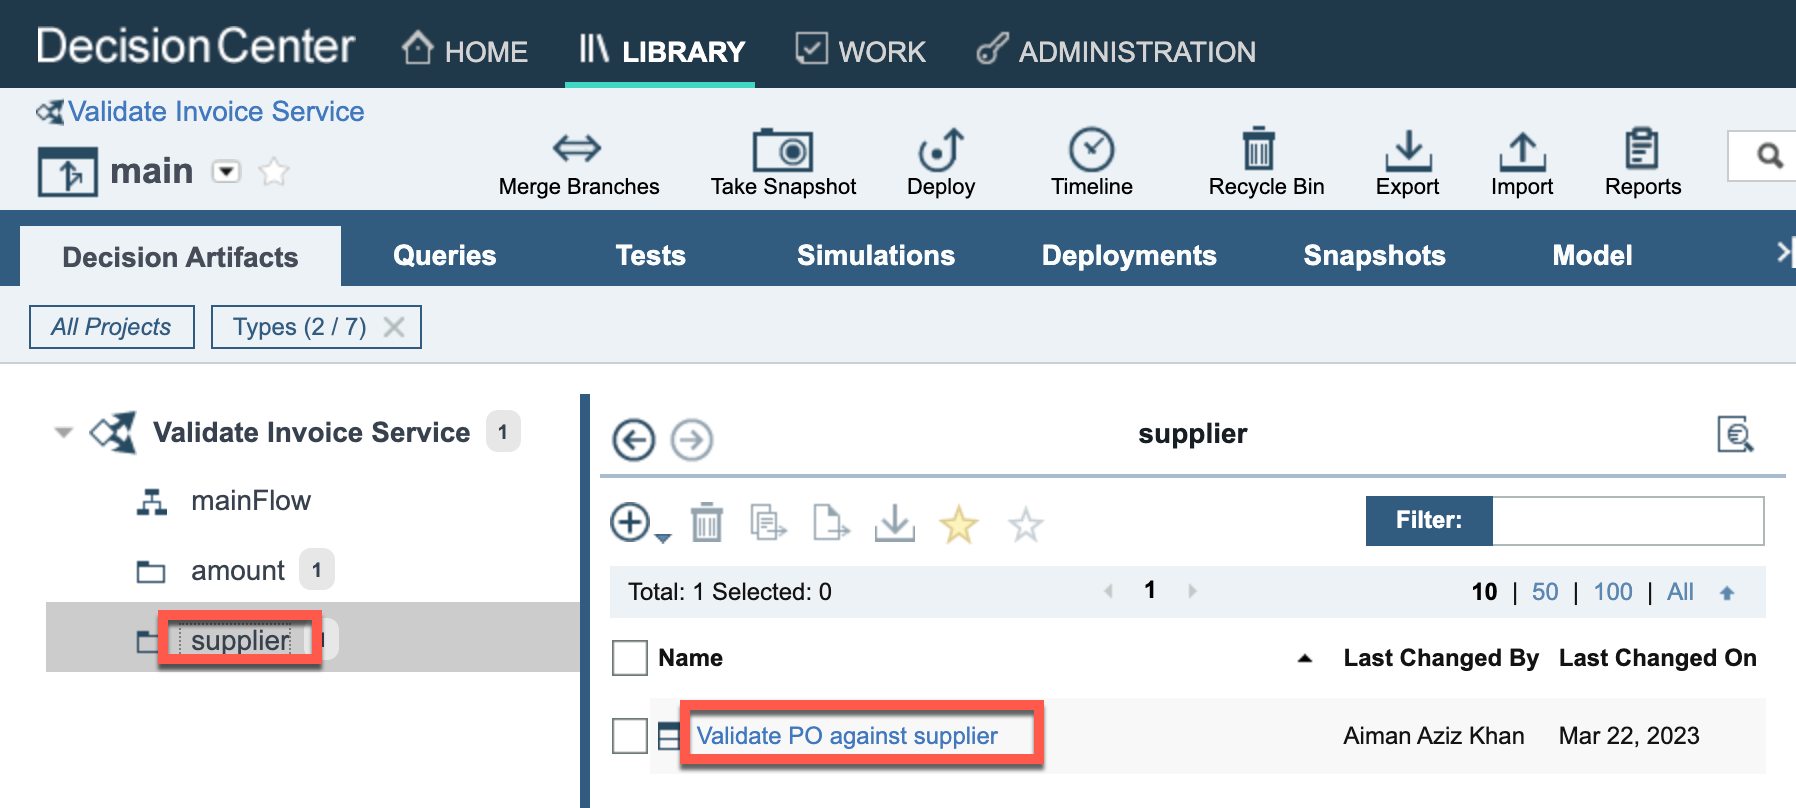 Decision Center HOME LIBRARY WORK ADMINISTRATION
Validate Invoice Service
main
Merge Branches Take Snapshot Deploy Timeline Recycle Bin Export Import Reports
Decision Artifacts Queries Tests Simulations Deployments Snapshots Model
All Projects Types (2 / 7)
Validate Invoice Service 1
mainFlow
amount 1
supplier
supplier
Filter:
Total: 1 Selected: 0 1 10 | 50 | 100 | All
Name Last Changed By Last Changed On
Validate PO against supplier Aiman Aziz Khan Mar 22, 2023